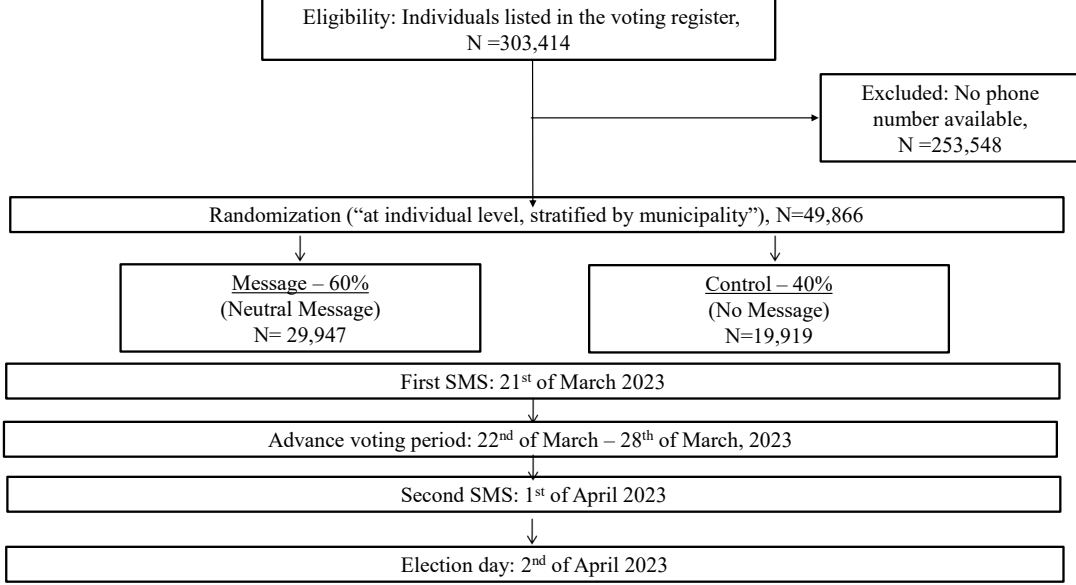 Eligibility: Individuals listed in the voting register,
N =303,414
Excluded: No phone
number available,
N =253,548
Randomization (“at individual level, stratified by municipality”), N=49,866
Message – 60%
(Neutral Message)
N= 29,947
Control – 40%
(No Message)
N=19,919
First SMS: 21st of March 2023
Advance voting period: 22nd of March – 28th of March, 2023
Second SMS: 1st of April 2023
Election day: 2nd of April 2023